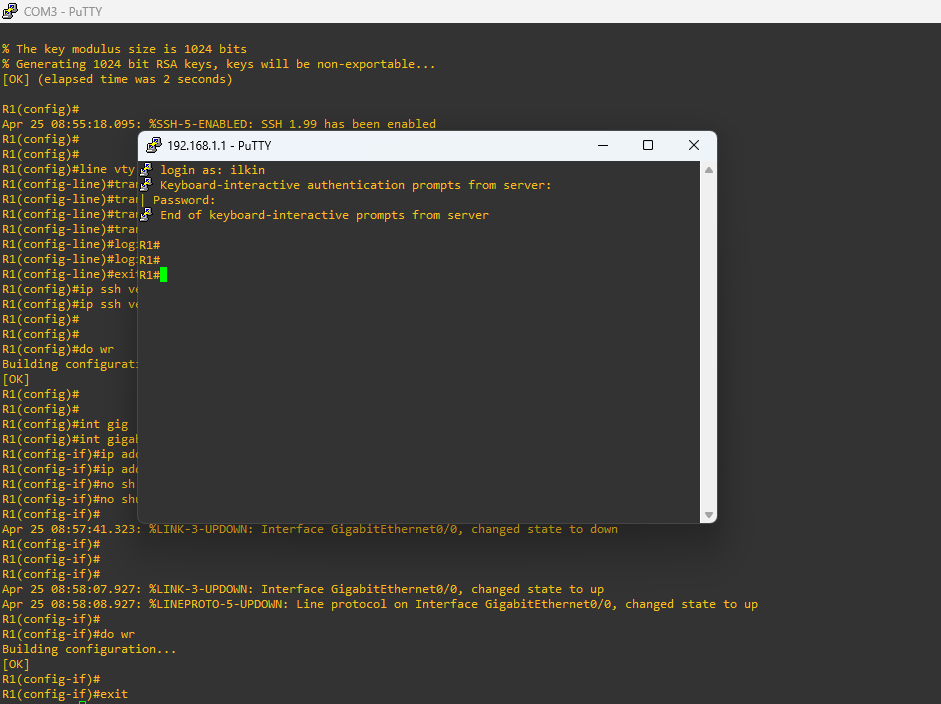 COM3 - PuTTY
% The key modulus size is 1024 bits
% Generating 1024 bit RSA keys, keys will be non-exportable...
[OK] (elapsed time was 2 seconds)
R1(config)#
Apr 25 08:55:18.095: %SSH-5-ENABLED: SSH 1.99 has been enabled
R1(config)#
R1(config)#
R1(config)#line vty
R1(config-line)#tra
R1(config-line)#tra
R1(config-line)#tra
R1(config-line)#tra
R1(config-line)#log
R1(config-line)#log
R1(config-line)#exi
R1(config)#ip ssh ve
R1(config)#ip ssh ve
R1(config)#
R1(config)#
R1(config)#do wr
Building configurat
[OK]
R1(config)#
R1(config)#
R1(config)#int gig
R1(config)#int giga
R1(config-if)#ip add
R1(config-if)#ip add
R1(config-if)#no sh
R1(config-if)#no shu
R1(config-if)#
Apr 25 08:57:41.323: %LINK-3-UPDOWN: Interface GigabitEthernet0/0, changed state to down
R1(config-if)#
R1(config-if)#
R1(config-if)#
Apr 25 08:58:07.927: %LINK-3-UPDOWN: Interface GigabitEthernet0/0, changed state to up
Apr 25 08:58:08.927: %LINEPROTO-5-UPDOWN: Line protocol on Interface GigabitEthernet0/0, changed state to up
R1(config-if)#
R1(config-if)#do wr
Building configuration...
[OK]
R1(config-if)#
R1(config-if)#exit
192.168.1.1 - PuTTY
login as: ilkin
Keyboard-interactive authentication prompts from server:
| Password:
End of keyboard-interactive prompts from server
R1#
R1#
R1#